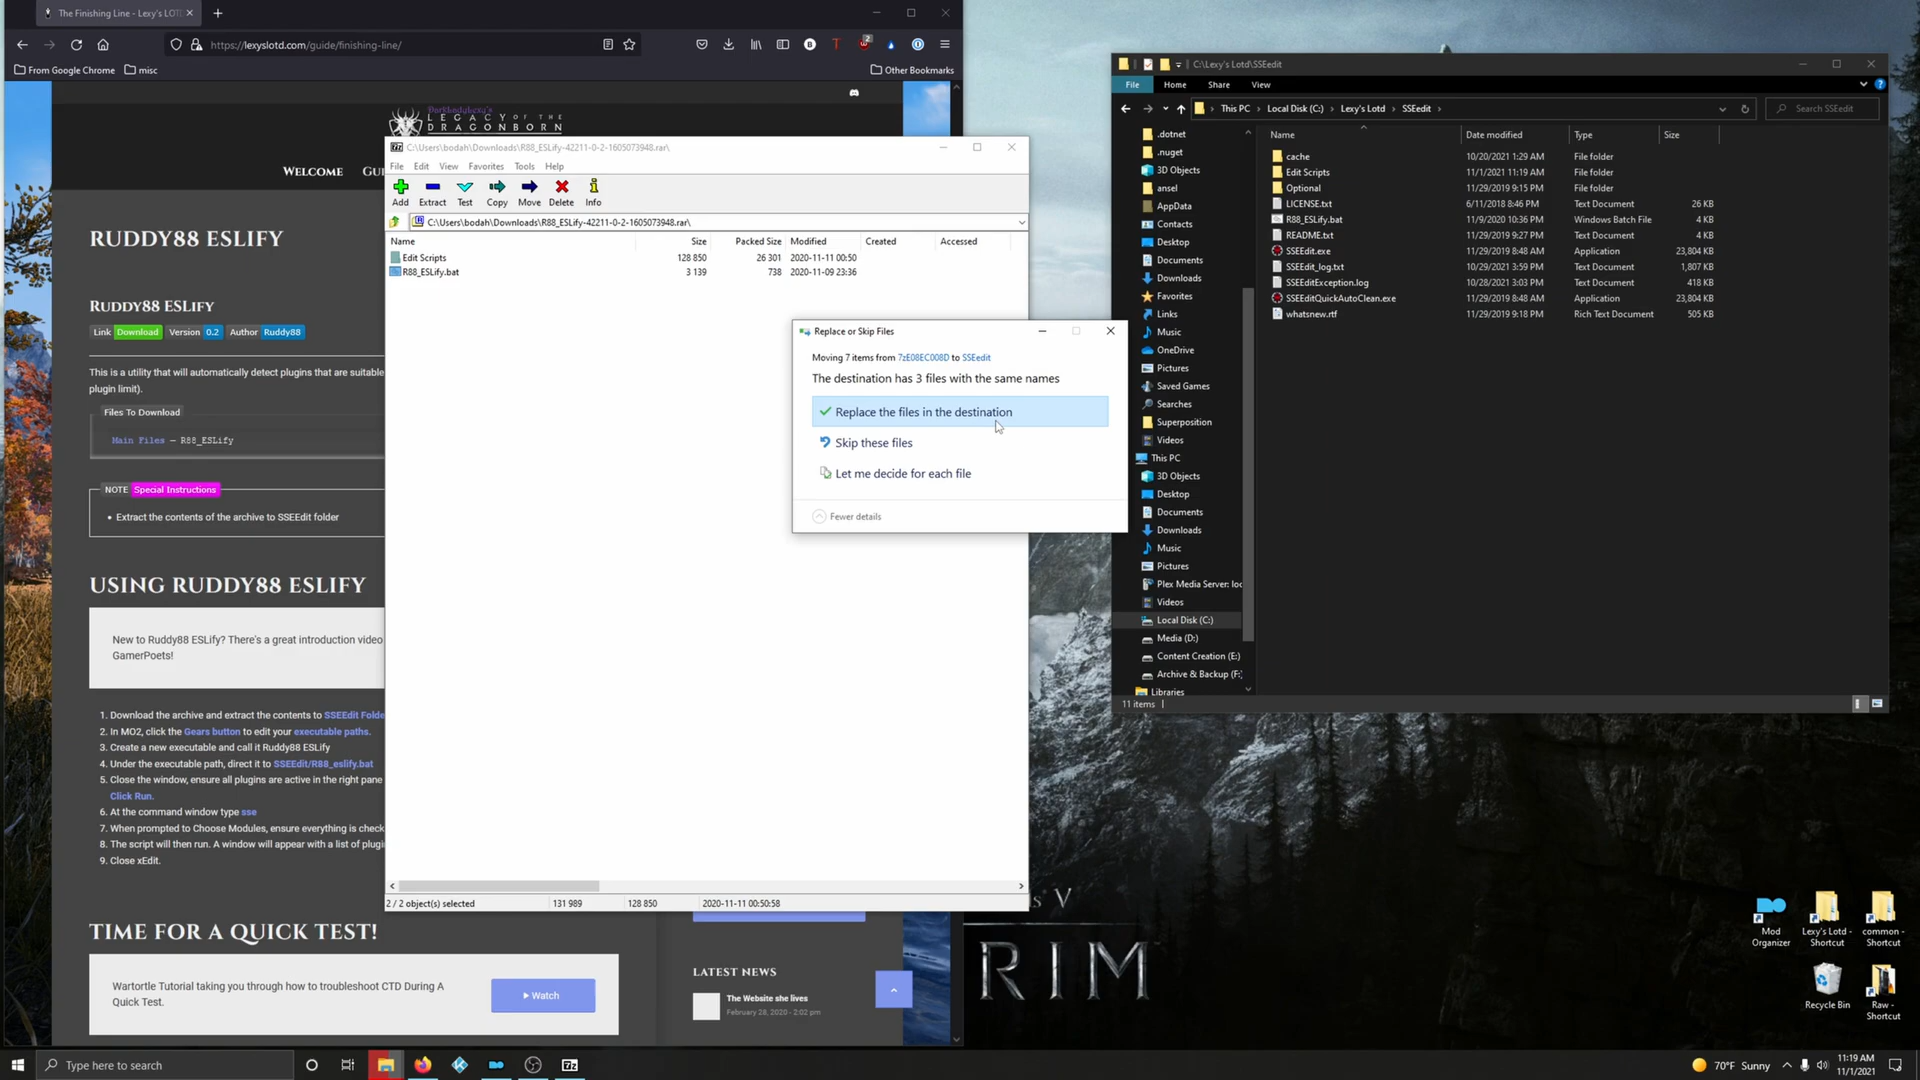 The Finishing Line - Lexy's LOT
https://lexyslotd.com/guide/finishing-line/
From Google Chrome
misc
Other Bookmarks
DarkLadyLexy's
LEGACY OF THE
DRAGONBORN
WELCOME
GU
RUDDY88 ESLIFY
RUDDY88 ESLIFY
Link Download Version 0.2 Author Ruddy88
This is a utility that will automatically detect plugins that are suitable
plugin limit).
Files To Download
Main Files – R88_ESLify
NOTE Special Instructions
• Extract the contents of the archive to SSEEdit folder
USING RUDDY88 ESLIFY
New to Ruddy88 ESLify? There's a great introduction video
GamerPoets!
1. Download the archive and extract the contents to SSEEdit Folde
2. In MO2, click the Gears button to edit your executable paths.
3. Create a new executable and call it Ruddy88 ESLify
4. Under the executable path, direct it to SSEEdit/R88_eslify.bat
5. Close the window, ensure all plugins are active in the right pane
Click Run.
6. At the command window type sse
7. When prompted to Choose Modules, ensure everything is check
8. The script will then run. A window will appear with a list of plugi
9. Close xEdit.
TIME FOR A QUICK TEST!
Wartortle Tutorial taking you through how to troubleshoot CTD During A
Quick Test.
Watch
LATEST NEWS
The Website she lives
February 28, 2020 - 2:02 pm
C:\Users\bodah\Downloads\R88_ESLify-42211-0-2-1605073948.rar\
File Edit View Favorites Tools Help
Add Extract Test Copy Move Delete Info
C:\Users\bodah\Downloads\R88_ESLify-42211-0-2-1605073948.rar\
Name Size Packed Size Modified Created Accessed
Edit Scripts 128 850 26 301 2020-11-11 00:50
R88_ESLify.bat 3 139 738 2020-11-09 23:36
2 / 2 object(s) selected 131 989 128 850 2020-11-11 00:50:58
Replace or Skip Files
Moving 7 items from 7zE08EC008D to SSEedit
The destination has 3 files with the same names
Replace the files in the destination
Skip these files
Let me decide for each file
Fewer details
C:\Lexy's Lotd\SSEedit
File Home Share View
This PC > Local Disk (C:) > Lexy's Lotd > SSEedit >
Search SSEedit
.dotnet
.nuget
3D Objects
ansel
AppData
Contacts
Desktop
Documents
Downloads
Favorites
Links
Music
OneDrive
Pictures
Saved Games
Searches
Superposition
Videos
This PC
3D Objects
Desktop
Documents
Downloads
Music
Pictures
Plex Media Server: loc
Videos
Local Disk (C:)
Media (D:)
Content Creation (E:)
Archive & Backup (F:
Libraries
Name Date modified Type Size
cache 10/20/2021 1:29 AM File folder
Edit Scripts 11/1/2021 11:19 AM File folder
Optional 11/29/2019 9:15 PM File folder
LICENSE.txt 6/11/2018 8:46 PM Text Document 26 KB
R88_ESLify.bat 11/9/2020 10:36 PM Windows Batch File 4 KB
README.txt 11/29/2019 9:27 PM Text Document 4 KB
SSEEdit.exe 11/29/2019 8:48 AM Application 23,804 KB
SSEEdit_log.txt 10/29/2021 3:59 PM Text Document 1,807 KB
SSEEditException.log 10/28/2021 3:03 PM Text Document 418 KB
SSEEditQuickAutoClean.exe 11/29/2019 8:48 AM Application 23,804 KB
whatsnew.rtf 11/29/2019 9:18 PM Rich Text Document 505 KB
11 items
s V
RIM
Mod
Organizer
Lexy's Lotd -
Shortcut
common -
Shortcut
Recycle Bin
Raw -
Shortcut
Type here to search
70°F Sunny
11:19 AM
11/1/2021